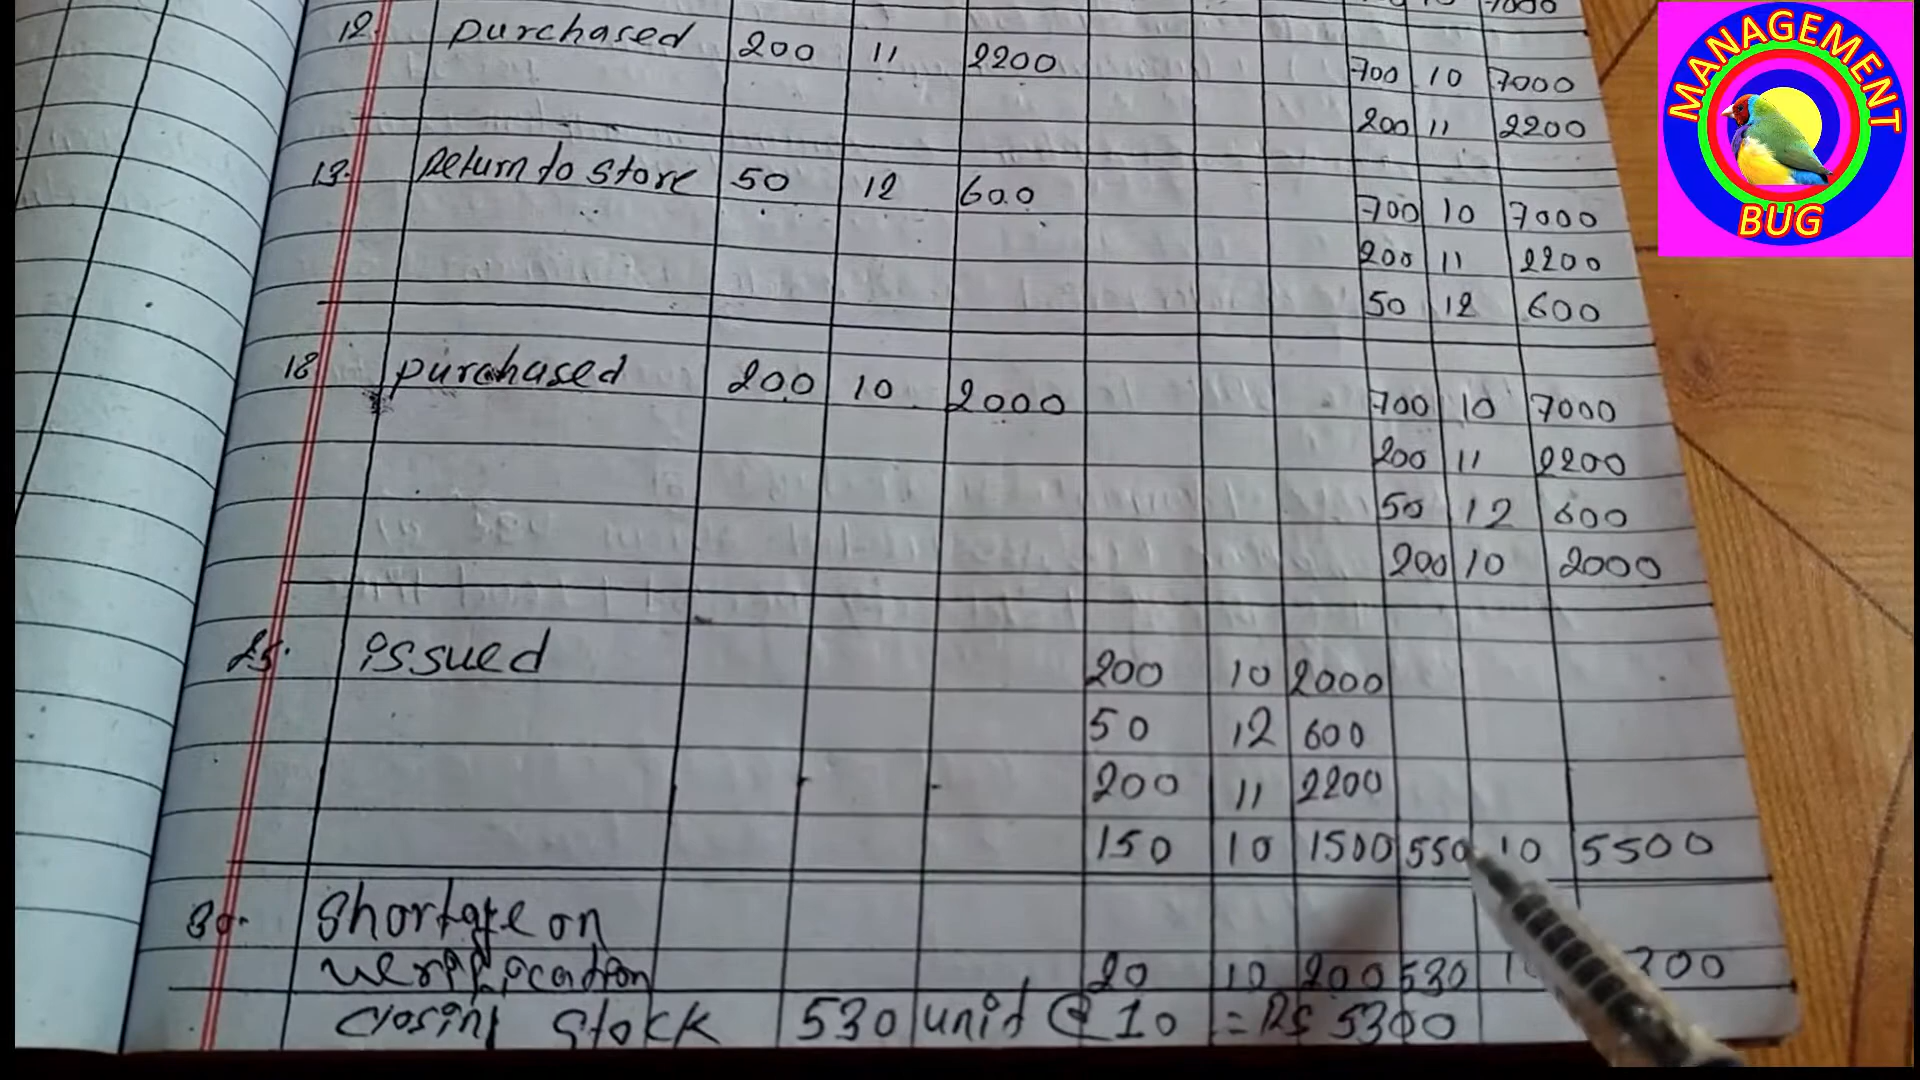 7000
12. purchased 200 11 2200 700 10 7000
200 11 2200
13. Return to store 50 12 600 700 10 7000
200 11 2200
50 12 600
18 purchased 200 10 2000 700 10 7000
200 11 2200
50 12 600
200 10 2000
25. issued 200 10 2000
50 12 600
200 11 2200
150 10 1500 550 10 5500
30. Shortage on
verification 20 10 200 530
closing stock 530 unit @ 10 = Rs 5300
MANAGEMENT
BUG